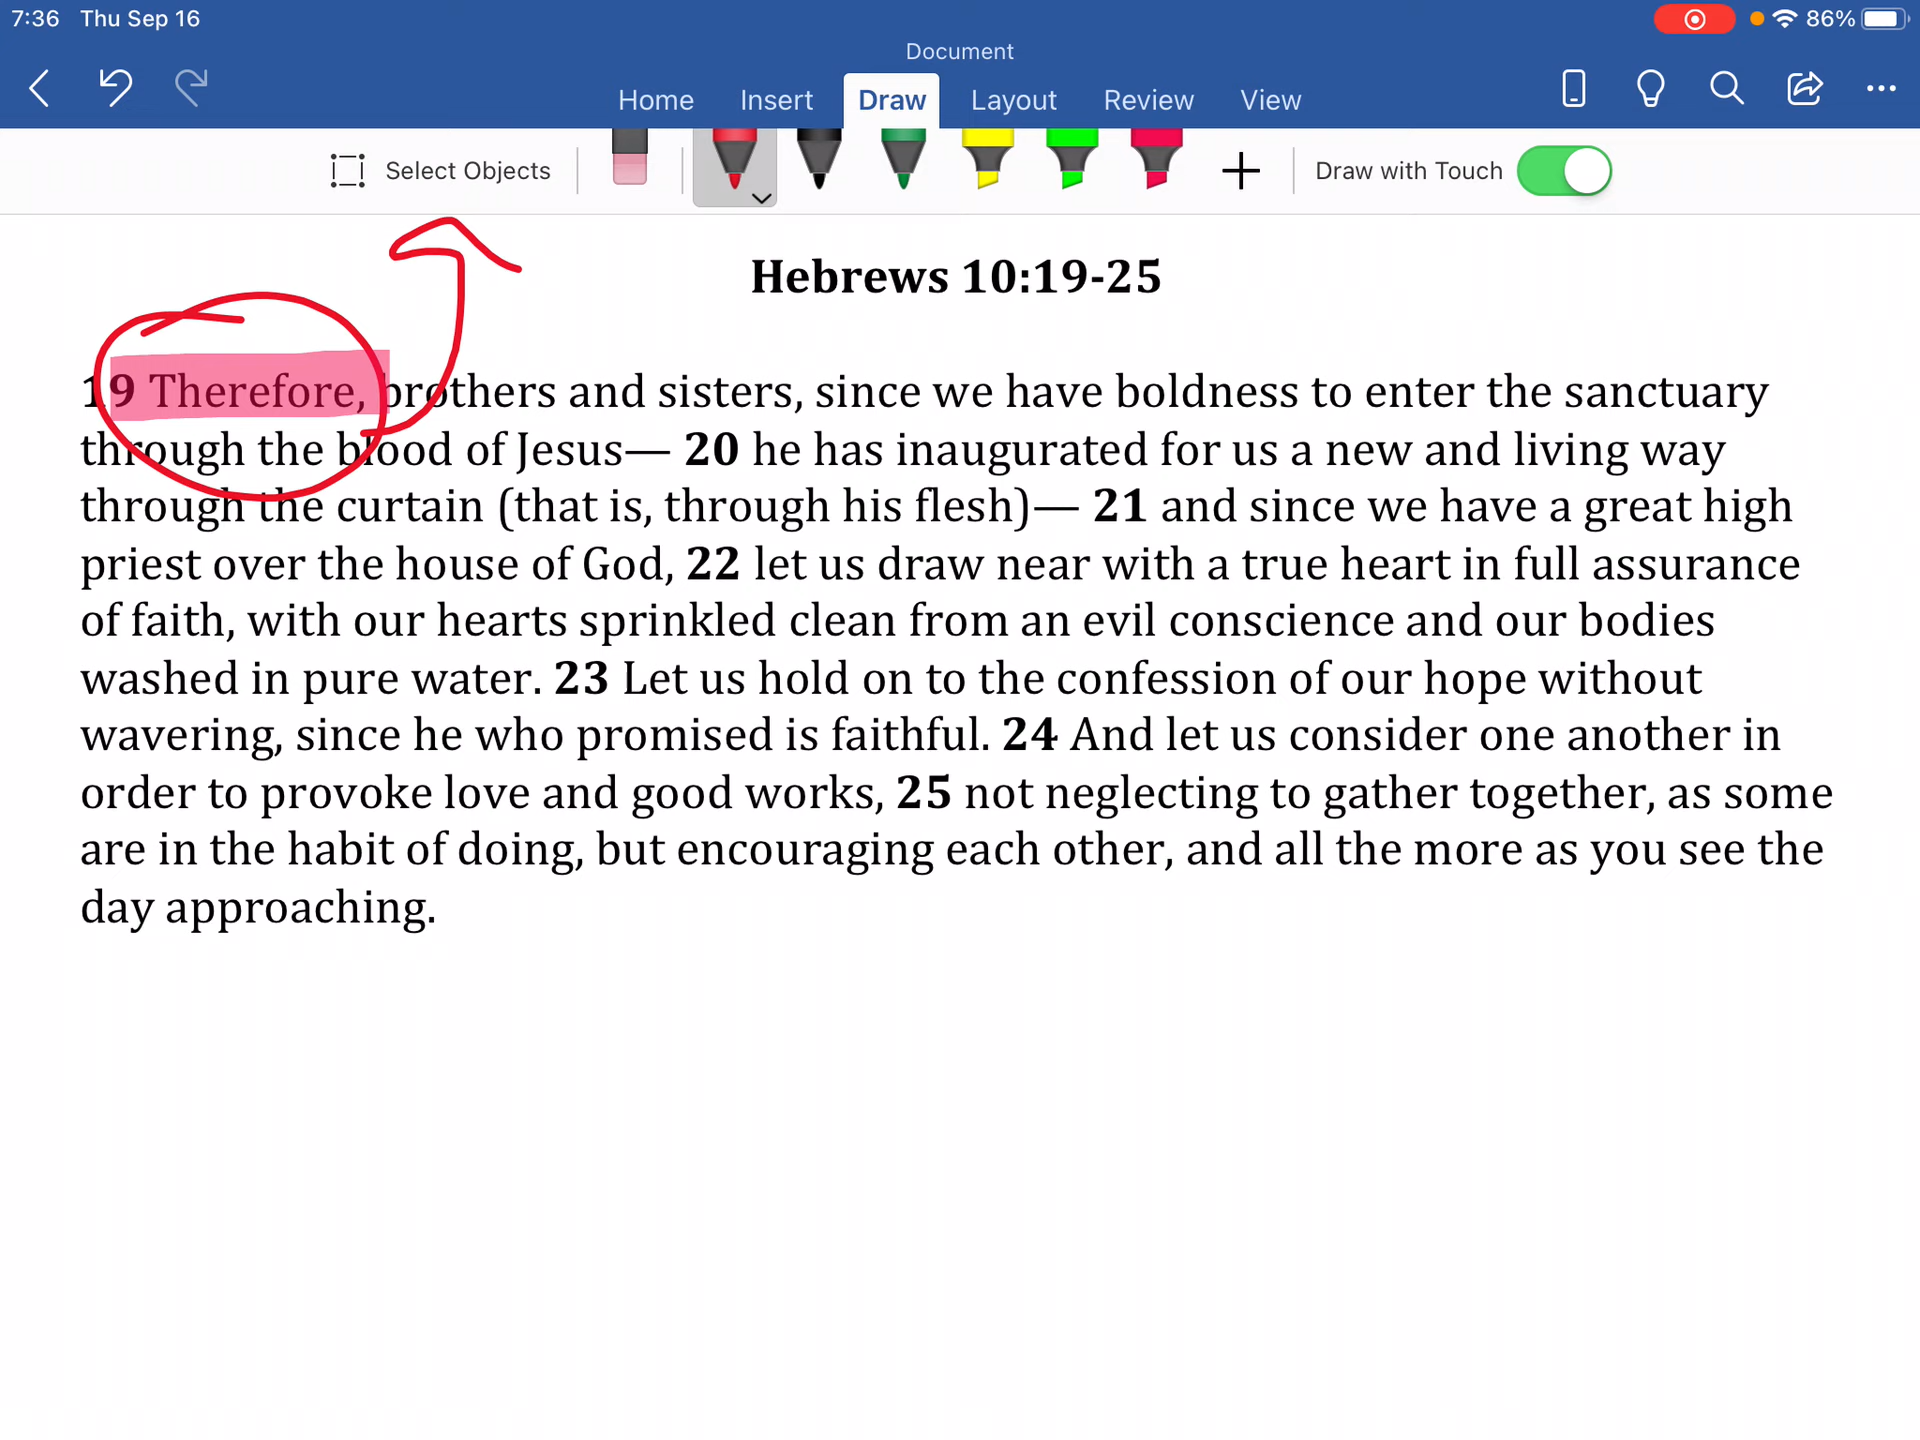 7:36 Thu Sep 16 86%
Document
Home Insert Draw Layout Review View
Select Objects Draw with Touch
Hebrews 10:19-25
19 Therefore, brothers and sisters, since we have boldness to enter the sanctuary
through the blood of Jesus— 20 he has inaugurated for us a new and living way
through the curtain (that is, through his flesh)— 21 and since we have a great high
priest over the house of God, 22 let us draw near with a true heart in full assurance
of faith, with our hearts sprinkled clean from an evil conscience and our bodies
washed in pure water. 23 Let us hold on to the confession of our hope without
wavering, since he who promised is faithful. 24 And let us consider one another in
order to provoke love and good works, 25 not neglecting to gather together, as some
are in the habit of doing, but encouraging each other, and all the more as you see the
day approaching.